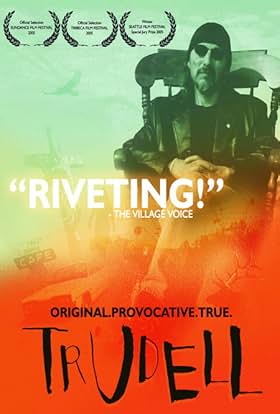 Official Selection
SUNDANCE FILM FESTIVAL
2005
Official Selection
TRIBECA FILM FESTIVAL
2005
Winner
SEATTLE FILM FESTIVAL
Special Jury Prize 2005
“RIVETING!”
- THE VILLAGE VOICE
ORIGINAL.PROVOCATIVE.TRUE.
TRUDELL